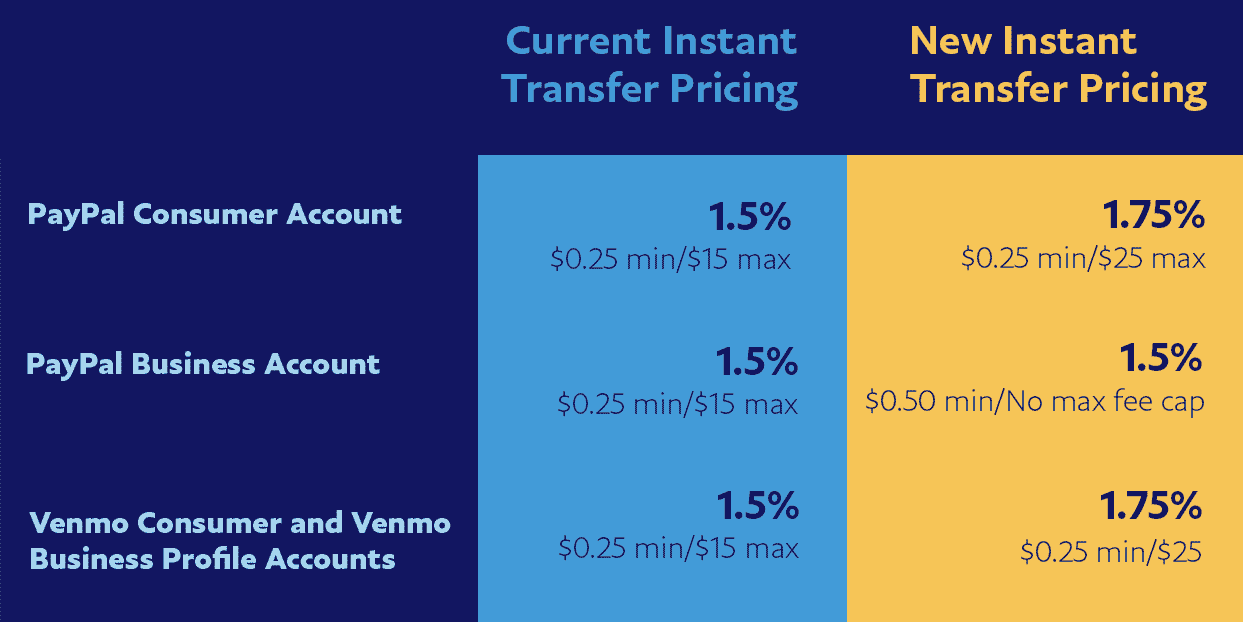 Current Instant
Transfer Pricing
New Instant
Transfer Pricing
PayPal Consumer Account
1.5%
$0.25 min/$15 max
1.75%
$0.25 min/$25 max
PayPal Business Account
1.5%
$0.25 min/$15 max
1.5%
$0.50 min/No max fee cap
Venmo Consumer and Venmo
Business Profile Accounts
1.5%
$0.25 min/$15 max
1.75%
$0.25 min/$25